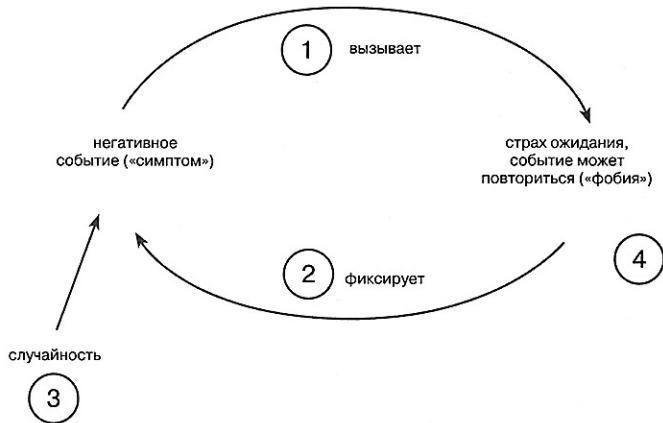 1 вызывает
негативное
событие («симптом»)
страх ожидания,
событие может
повториться («фобия»)
2 фиксирует
4
случайность
3